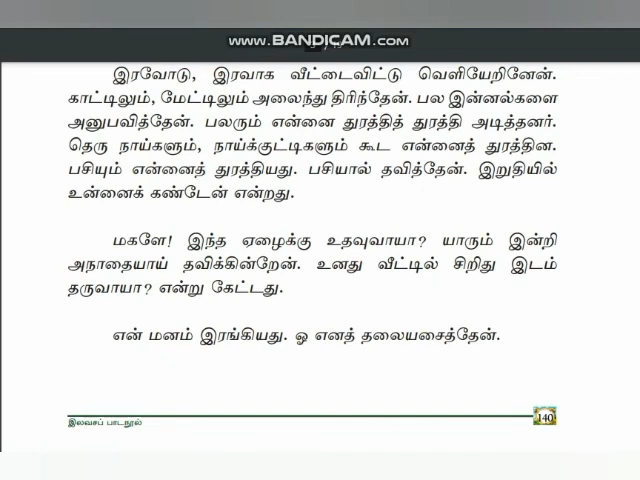 www.BANDICAM.com
இரவோடு, இரவாக வீட்டைவிட்டு வெளியேறினேன்.
காட்டிலும், மேட்டிலும் அலைந்து திரிந்தேன். பல இன்னல்களை
அனுபவித்தேன். பலரும் என்னை துரத்தித் துரத்தி அடித்தனர்.
தெரு நாய்களும், நாய்க்குட்டிகளும் கூட என்னைத் துரத்தின.
பசியும் என்னைத் துரத்தியது. பசியால் தவித்தேன். இறுதியில்
உன்னைக் கண்டேன் என்றது.
மகளே! இந்த ஏழைக்கு உதவுவாயா? யாரும் இன்றி
அநாதையாய் தவிக்கின்றேன். உனது வீட்டில் சிறிது இடம்
தருவாயா? என்று கேட்டது.
என் மனம் இரங்கியது. ஓ எனத் தலையசைத்தேன்.
இலவசப் பாடநூல்
140